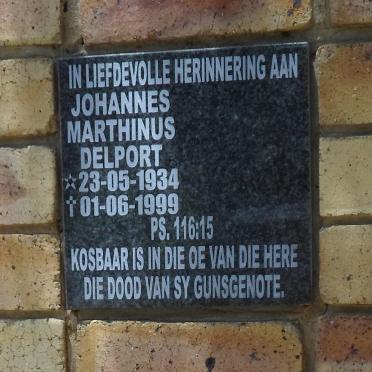 IN LIEFDEVOLLE HERINNERING AAN
JOHANNES
MARTHINUS
DELPORT
☆23-05-1934
✝01-06-1999
PS. 116:15
KOSBAAR IS IN DIE OE VAN DIE HERE
DIE DOOD VAN SY GUNSGENOTE.